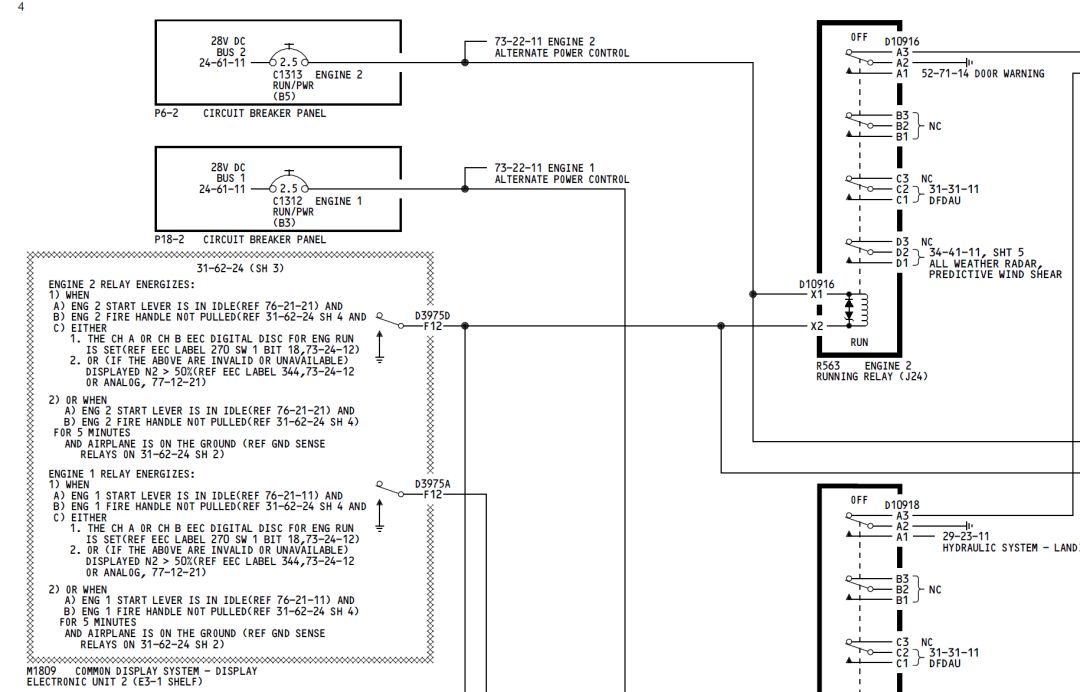 4
28V DC
BUS 2
24-61-11
2.5
C1313 ENGINE 2
RUN/PWR
(B5)
P6-2 CIRCUIT BREAKER PANEL
73-22-11 ENGINE 2
ALTERNATE POWER CONTROL
28V DC
BUS 1
24-61-11
2.5
C1312 ENGINE 1
RUN/PWR
(B3)
P18-2 CIRCUIT BREAKER PANEL
73-22-11 ENGINE 1
ALTERNATE POWER CONTROL
31-62-24 (SH 3)
ENGINE 2 RELAY ENERGIZES:
1) WHEN
A) ENG 2 START LEVER IS IN IDLE(REF 76-21-21) AND
B) ENG 2 FIRE HANDLE NOT PULLED(REF 31-62-24 SH 4 AND
C) EITHER
1. THE CH A OR CH B EEC DIGITAL DISC FOR ENG RUN
IS SET(REF EEC LABEL 270 SW 1 BIT 18,73-24-12)
2. OR (IF THE ABOVE ARE INVALID OR UNAVAILABLE)
DISPLAYED N2 > 50%(REF EEC LABEL 344,73-24-12
OR ANALOG, 77-12-21)
2) OR WHEN
A) ENG 2 START LEVER IS IN IDLE(REF 76-21-21) AND
B) ENG 2 FIRE HANDLE NOT PULLED(REF 31-62-24 SH 4)
FOR 5 MINUTES
AND AIRPLANE IS ON THE GROUND (REF GND SENSE
RELAYS ON 31-62-24 SH 2)
ENGINE 1 RELAY ENERGIZES:
1) WHEN
A) ENG 1 START LEVER IS IN IDLE(REF 76-21-11) AND
B) ENG 1 FIRE HANDLE NOT PULLED(REF 31-62-24 SH 4 AND
C) EITHER
1. THE CH A OR CH B EEC DIGITAL DISC FOR ENG RUN
IS SET(REF EEC LABEL 270 SW 1 BIT 18,73-24-12)
2. OR (IF THE ABOVE ARE INVALID OR UNAVAILABLE)
DISPLAYED N2 > 50%(REF EEC LABEL 344,73-24-12
OR ANALOG, 77-12-21)
2) OR WHEN
A) ENG 1 START LEVER IS IN IDLE(REF 76-21-11) AND
B) ENG 1 FIRE HANDLE NOT PULLED(REF 31-62-24 SH 4)
FOR 5 MINUTES
AND AIRPLANE IS ON THE GROUND (REF GND SENSE
RELAYS ON 31-62-24 SH 2)
D3975D
F12
D3975A
F12
M1809 COMMON DISPLAY SYSTEM - DISPLAY
ELECTRONIC UNIT 2 (E3-1 SHELF)
OFF
D10916
A3
A2
A1 52-71-14 DOOR WARNING
B3
B2 NC
B1
C3 NC
C2 31-31-11
C1 DFDAU
D3 NC
D2 34-41-11, SHT 5
D1 ALL WEATHER RADAR,
PREDICTIVE WIND SHEAR
D10916
X1
X2
RUN
R563 ENGINE 2
RUNNING RELAY (J24)
OFF
D10918
A3
A2
A1 29-23-11
HYDRAULIC SYSTEM - LAND
B3
B2 NC
B1
C3 NC
C2 31-31-11
C1 DFDAU